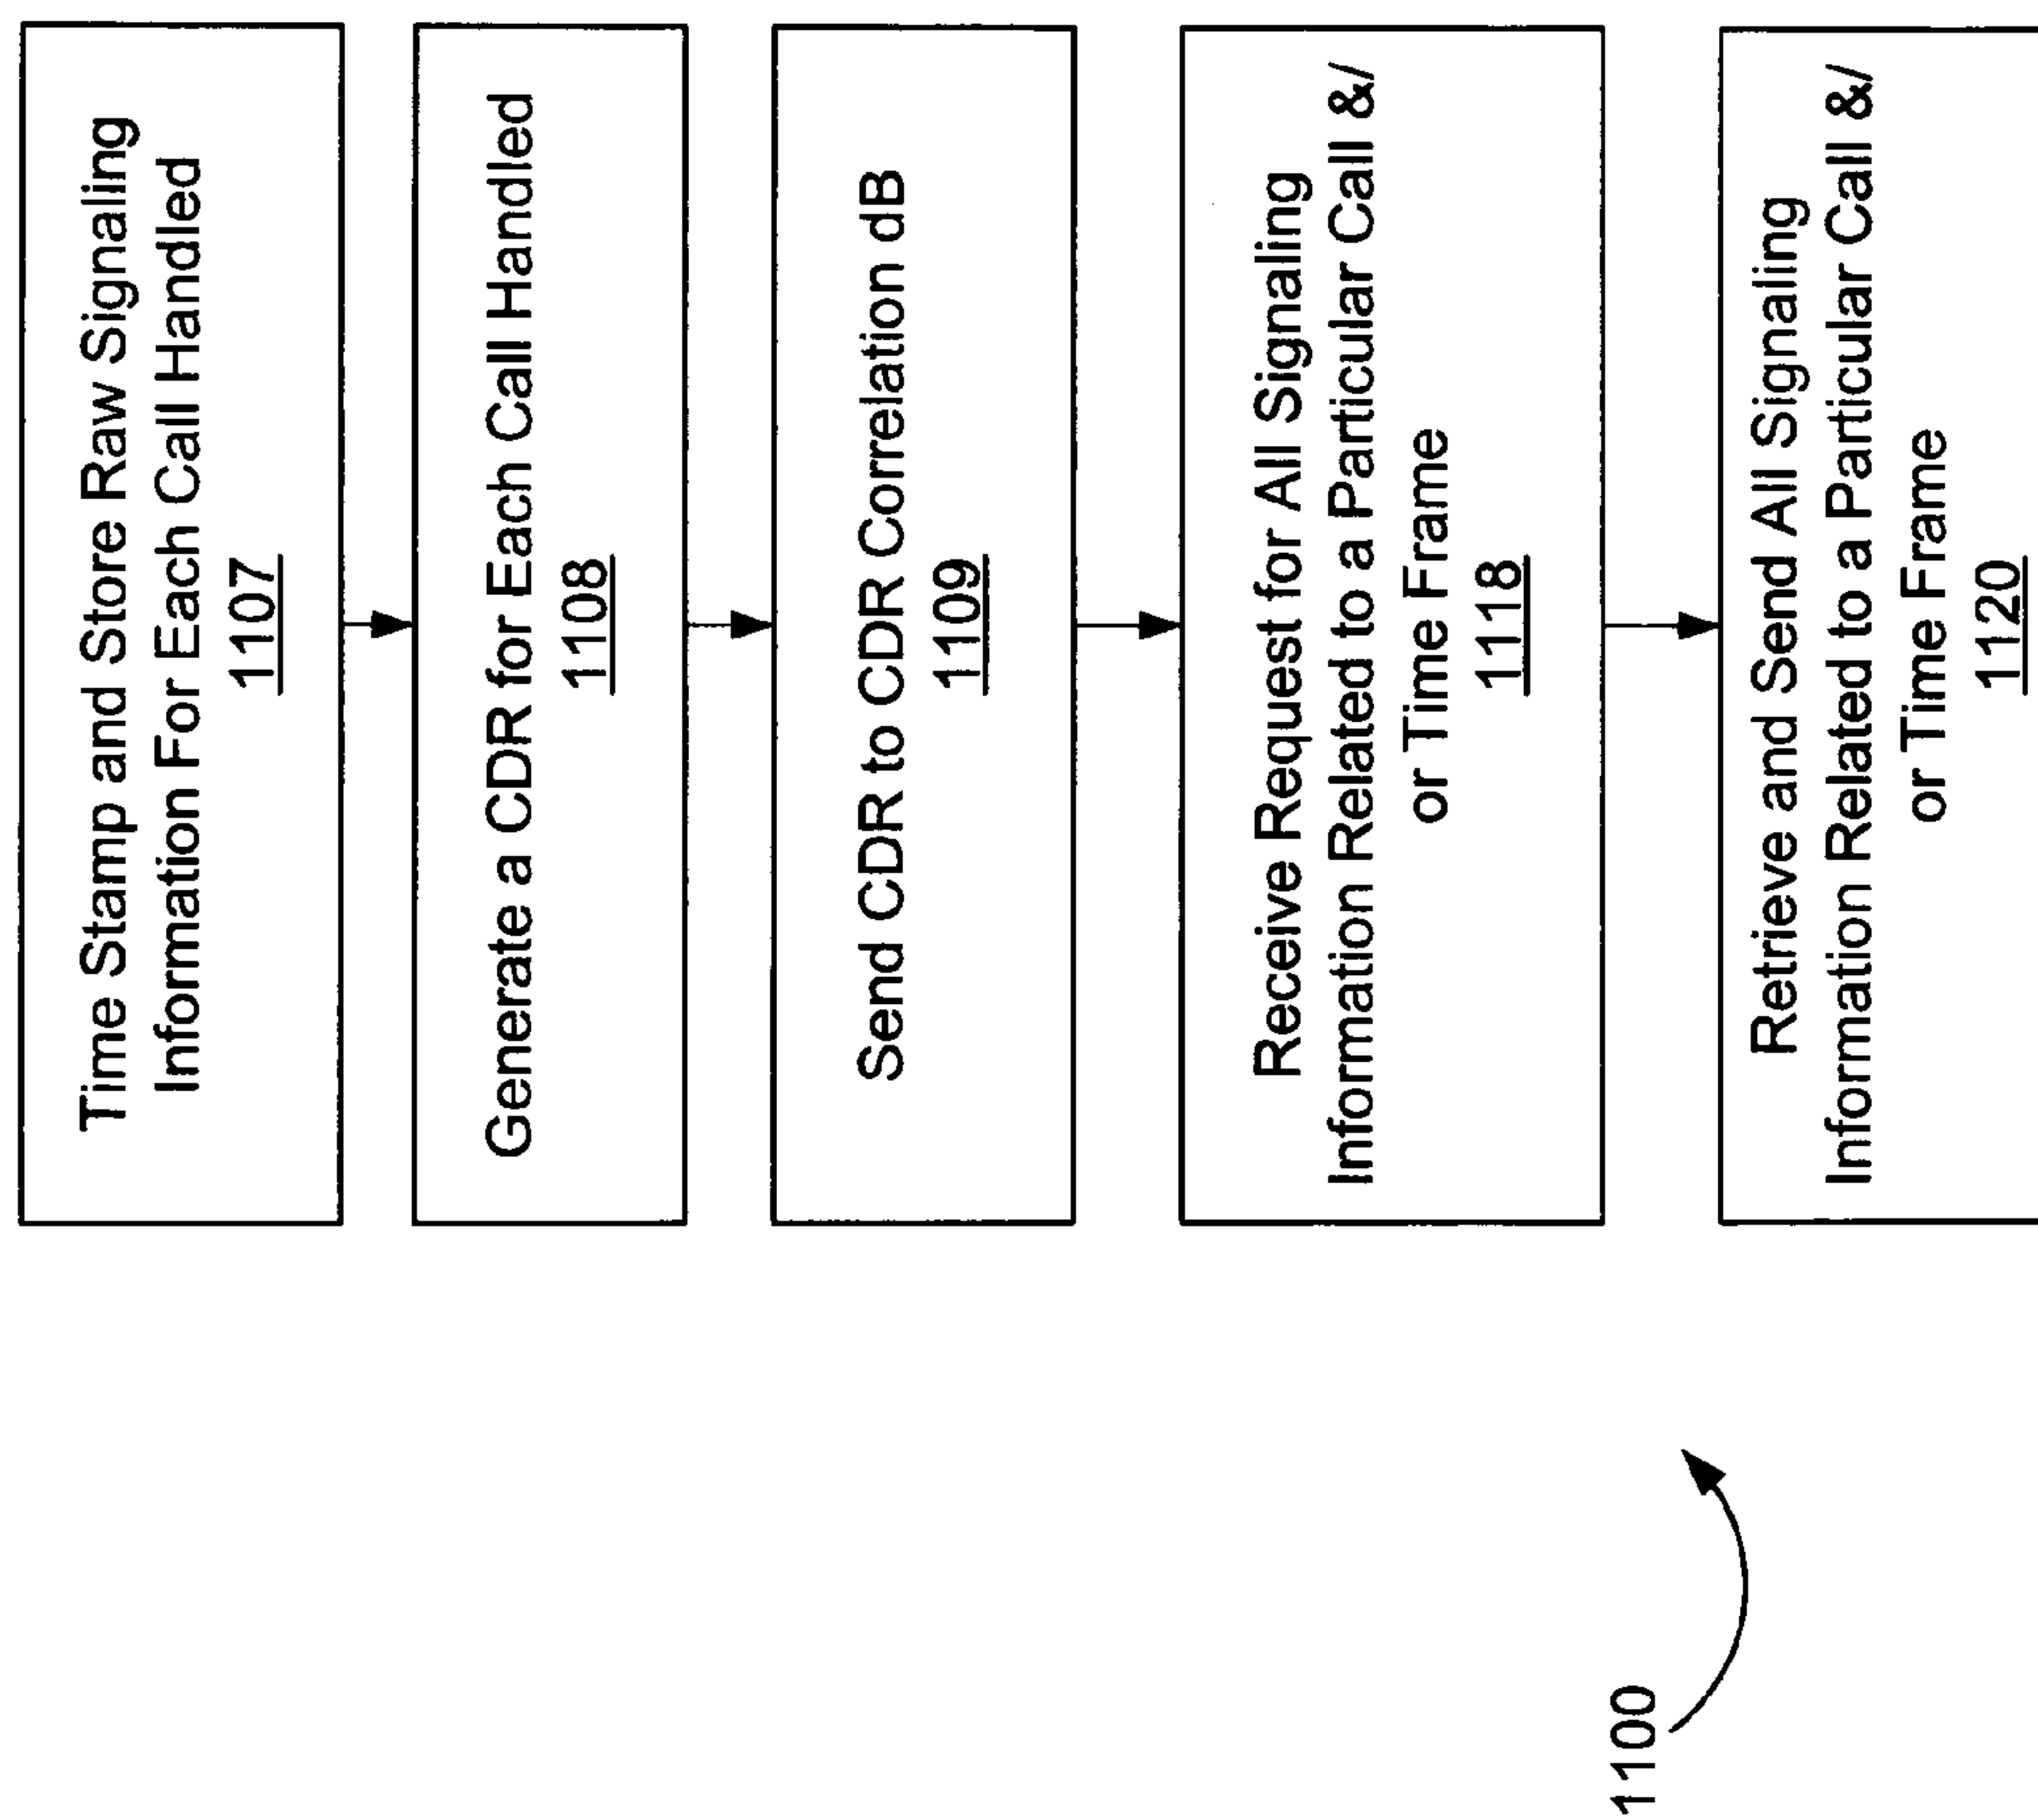 Time Stamp and Store Raw Signaling
Information For Each Call Handled
1107
Generate a CDR for Each Call Handled
1108
Send CDR to CDR Correlation dB
1109
Receive Request for All Signaling
Information Related to a Particular Call &/
or Time Frame
1118
Retrieve and Send All Signaling
Information Related to a Particular Call &/
or Time Frame
1120
1100